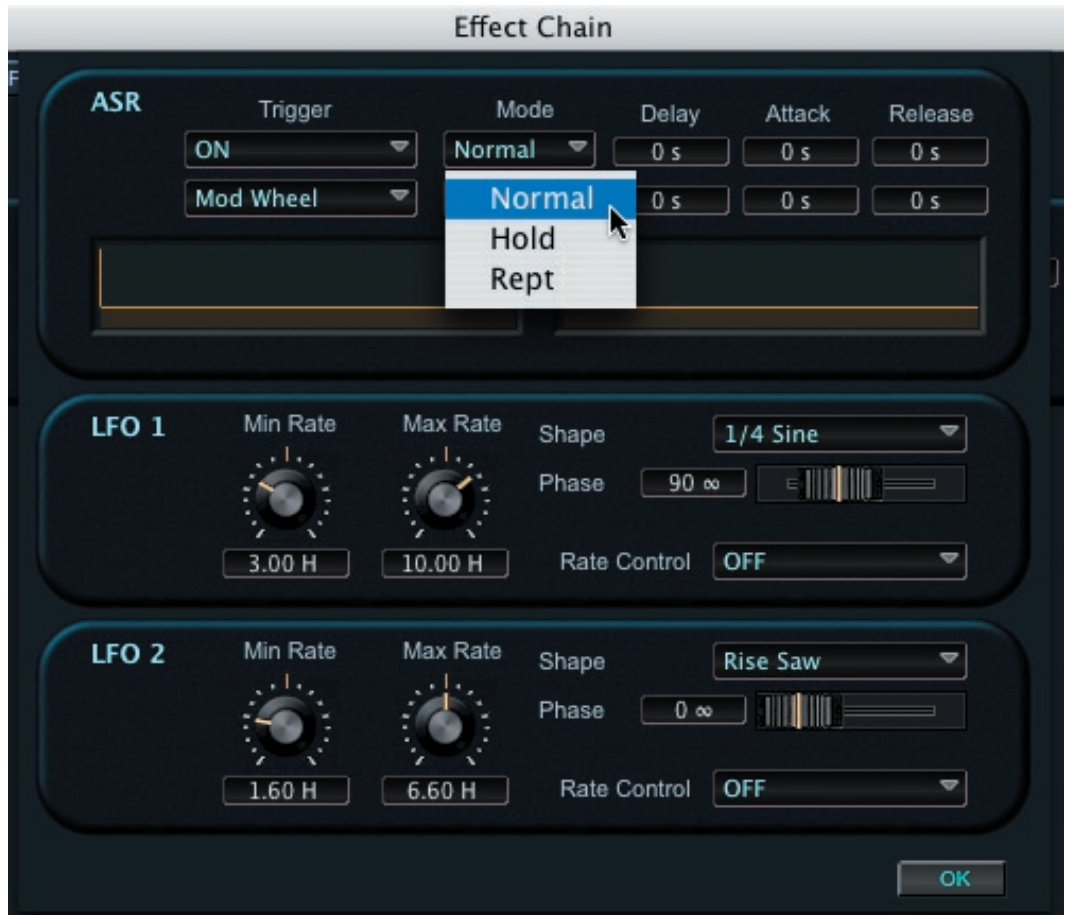 Effect Chain
F
ASR Trigger Mode Delay Attack Release
ON Normal 0 s 0 s 0 s
Mod Wheel 0 s 0 s 0 s
Normal
Hold
Rept
LFO 1 Min Rate Max Rate Shape 1/4 Sine
Phase 90 ∞
3.00 H 10.00 H Rate Control OFF
LFO 2 Min Rate Max Rate Shape Rise Saw
Phase 0 ∞
1.60 H 6.60 H Rate Control OFF
OK